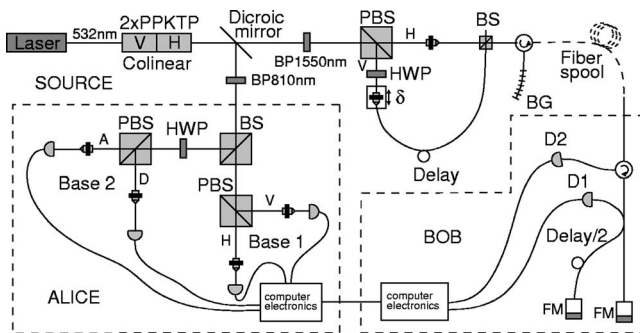 2xPPKTP
Dicroic
mirror
PBS
BS
Laser
532nm
V
H
Colinear
BP1550nm
H
V
HWP
δ
Fiber
spool
SOURCE
BP810nm
BG
Delay
PBS
HWP
BS
A
D
Base 2
PBS
V
H
Base 1
D2
D1
BOB
Delay/2
ALICE
computer
electronics
computer
electronics
FM
FM